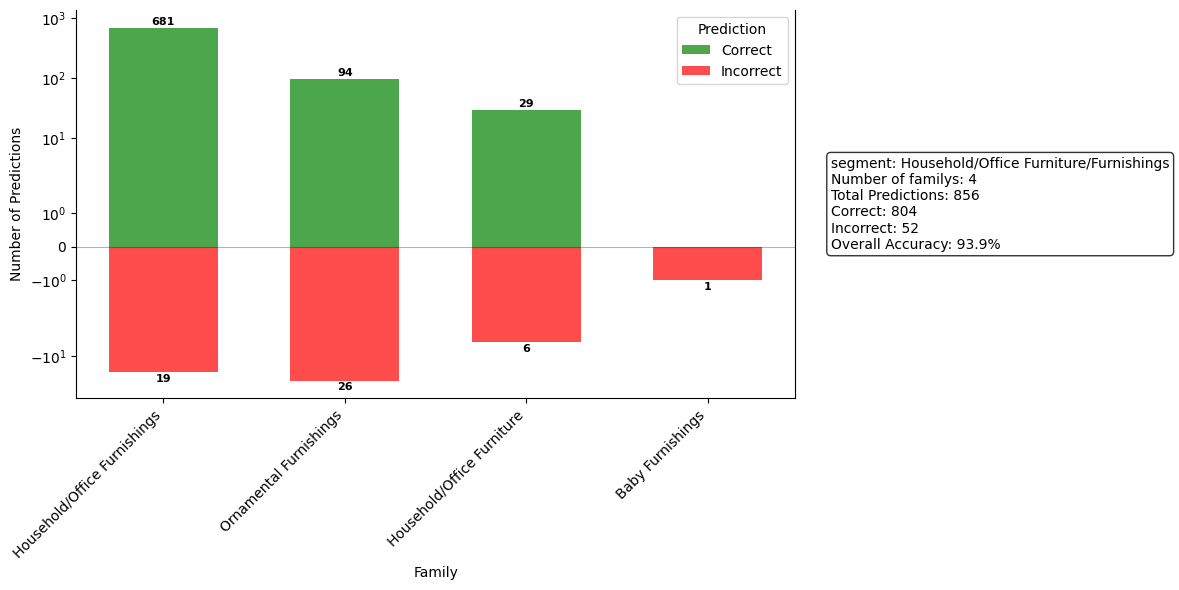 Number of Predictions
10³
10²
10¹
10⁰
0
−10⁰
−10¹
681
94
29
19
26
6
1
Prediction
Correct
Incorrect
Household/Office Furnishings
Ornamental Furnishings
Household/Office Furniture
Baby Furnishings
Family
segment: Household/Office Furniture/Furnishings
Number of familys: 4
Total Predictions: 856
Correct: 804
Incorrect: 52
Overall Accuracy: 93.9%